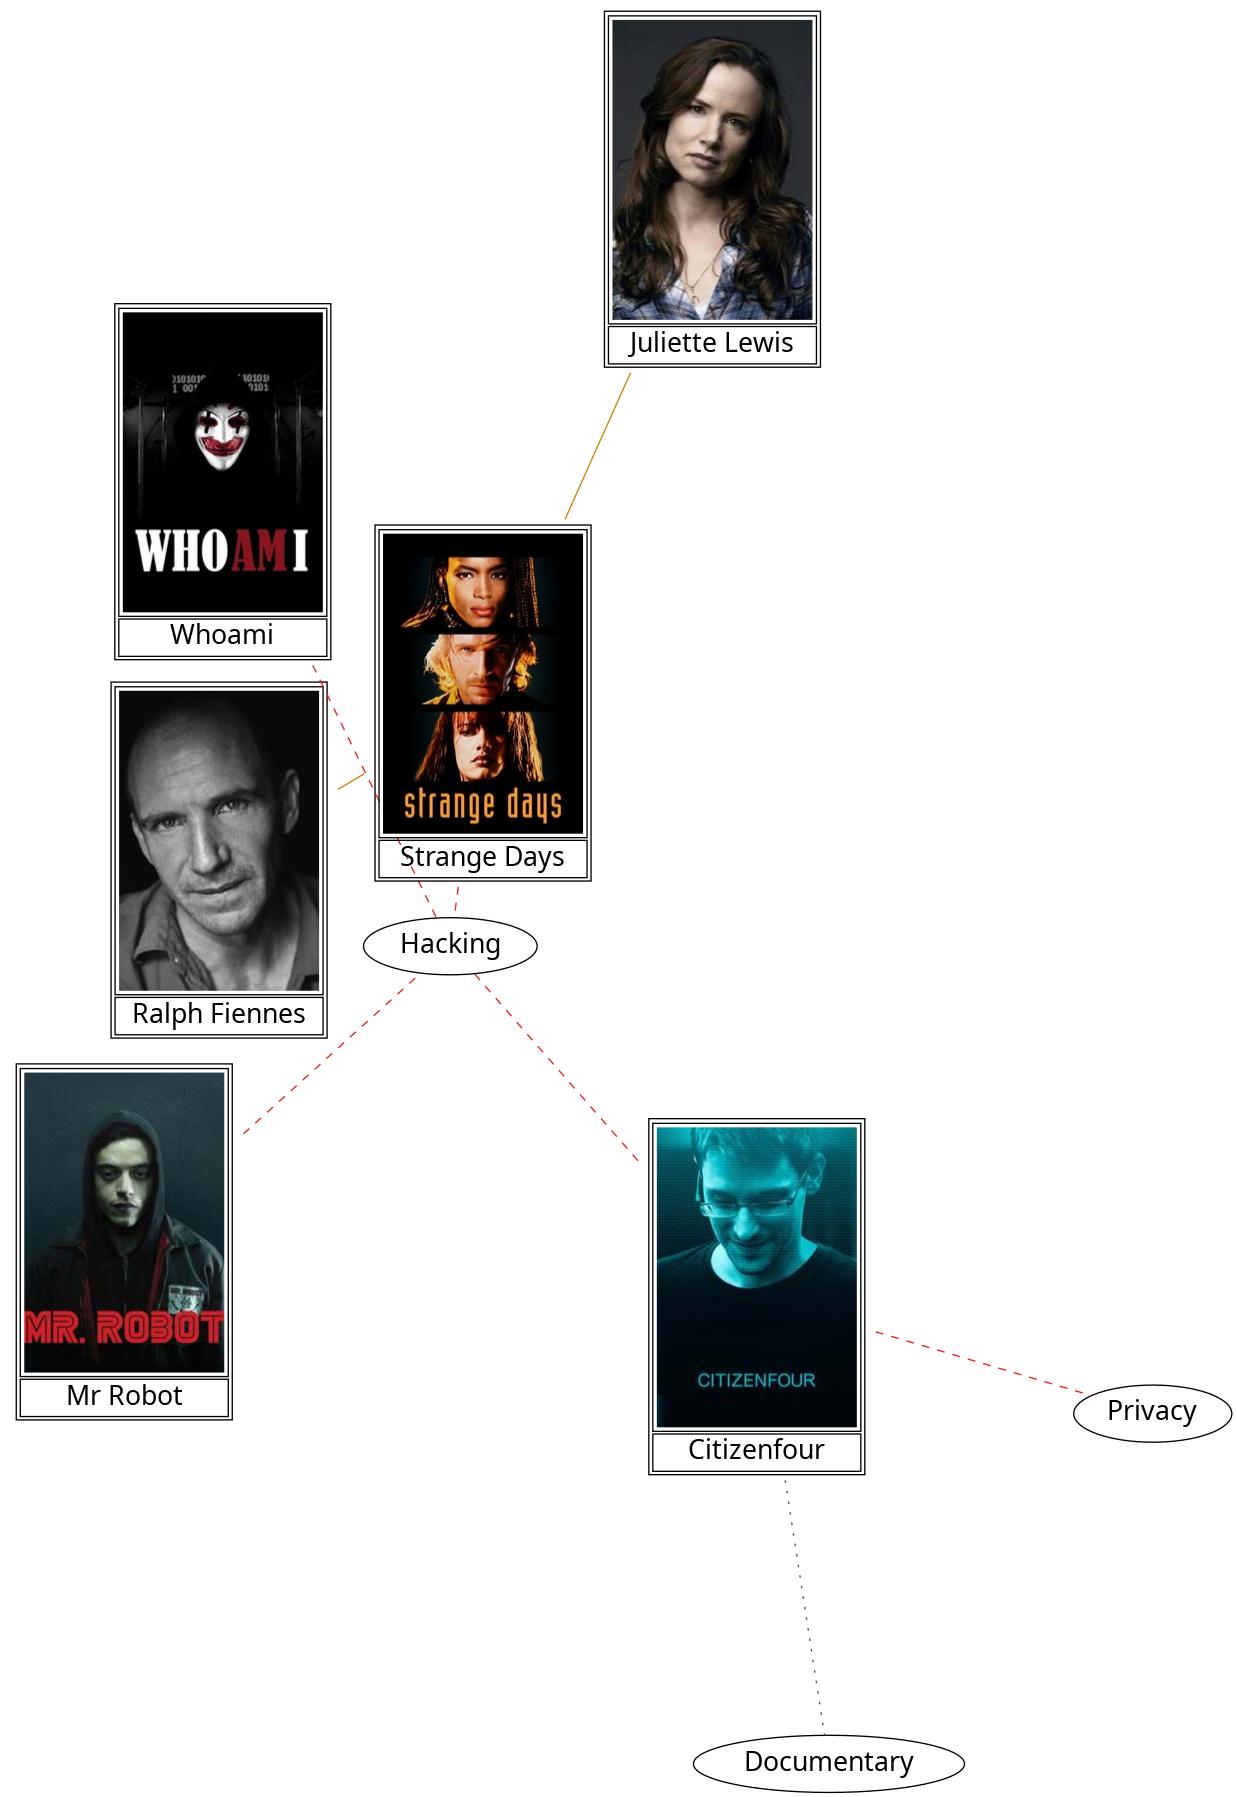 Juliette Lewis
WHOAMI
Whoami
strange days
Strange Days
Hacking
Ralph Fiennes
MR. ROBOT
Mr Robot
CITIZENFOUR
Citizenfour
Privacy
Documentary